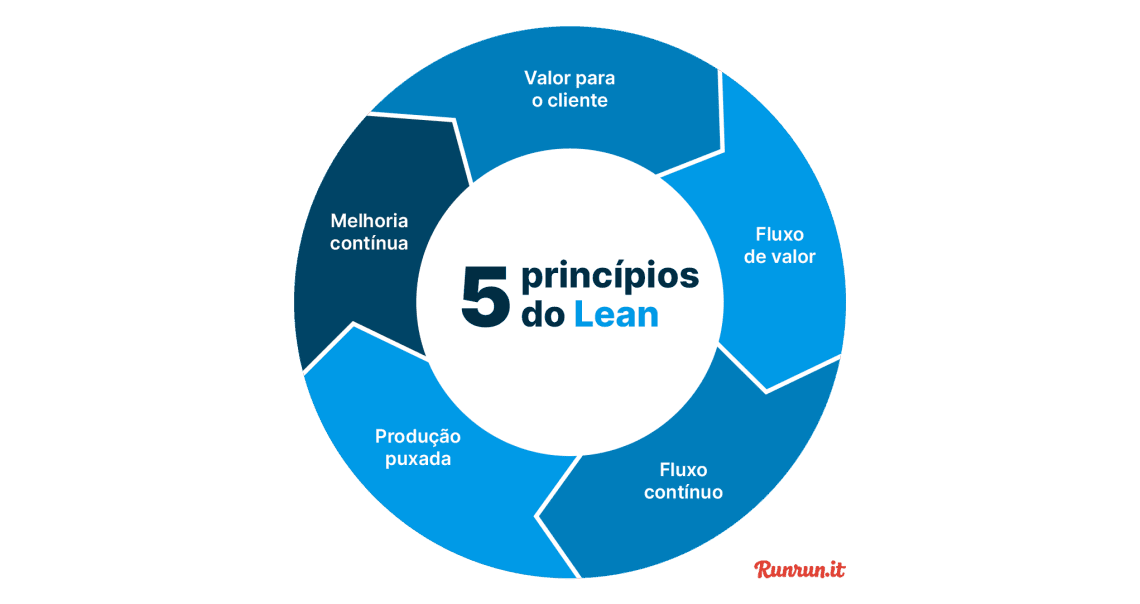 Valor para
o cliente
Fluxo
de valor
Fluxo
contínuo
Produção
puxada
Melhoria
contínua
5 princípios
do Lean
Runrun.it